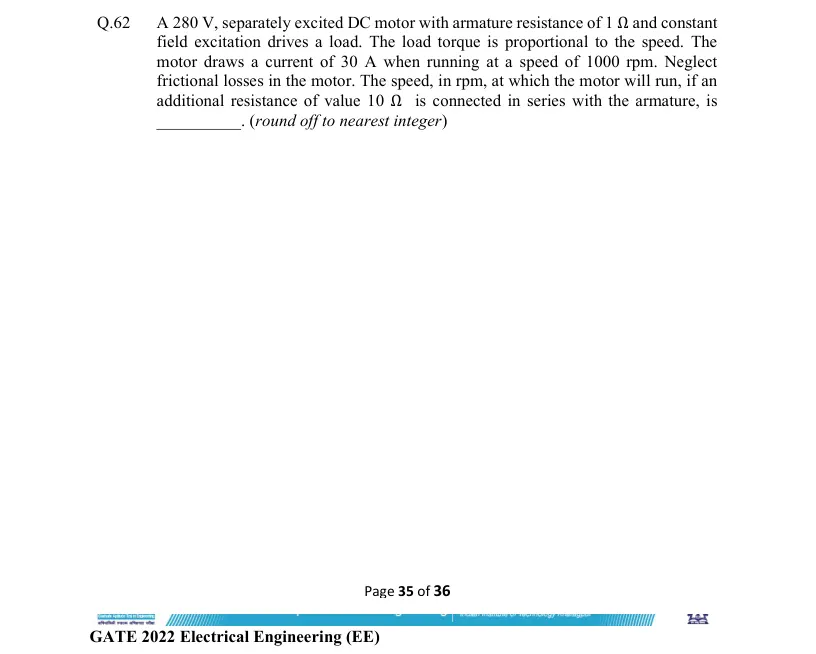 Q.62 A 280 V, separately excited DC motor with armature resistance of 1 Ω and constant
field excitation drives a load. The load torque is proportional to the speed. The
motor draws a current of 30 A when running at a speed of 1000 rpm. Neglect
frictional losses in the motor. The speed, in rpm, at which the motor will run, if an
additional resistance of value 10 Ω is connected in series with the armature, is
__________. (round off to nearest integer)
Page 35 of 36
GATE 2022 Electrical Engineering (EE)